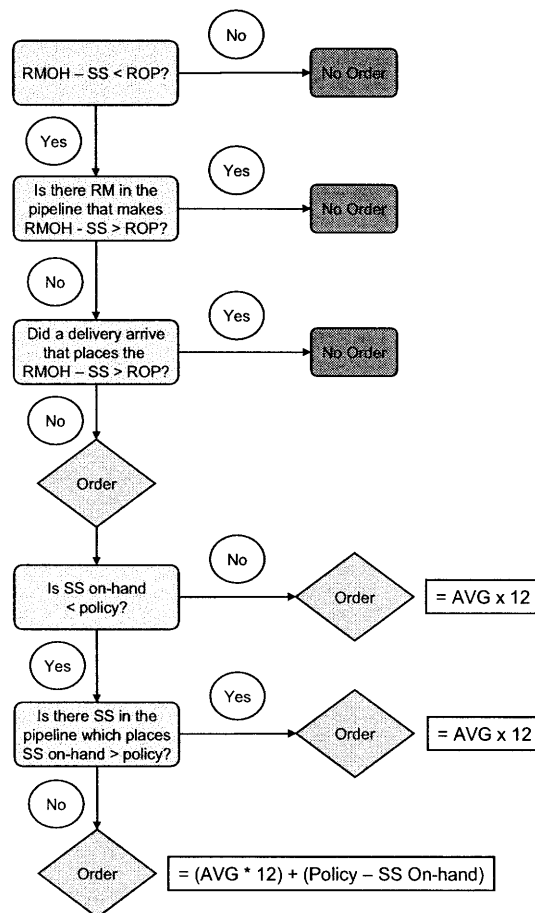 No
RMOH – SS < ROP?
No Order
Yes
Yes
Is there RM in the
pipeline that makes
RMOH - SS > ROP?
No Order
No
Yes
Did a delivery arrive
that places the
RMOH – SS > ROP?
No Order
No
Order
No
Is SS on-hand
< policy?
Order
= AVG x 12
Yes
Yes
Is there SS in the
pipeline which places
SS on-hand > policy?
Order
= AVG x 12
No
Order
= (AVG * 12) + (Policy – SS On-hand)